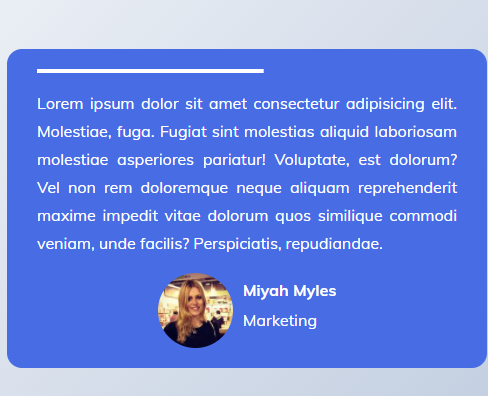 Lorem ipsum dolor sit amet consectetur adipisicing elit.
Molestiae, fuga. Fugiat sint molestias aliquid laboriosam
molestiae asperiores pariatur! Voluptate, est dolorum?
Vel non rem doloremque neque aliquam reprehenderit
maxime impedit vitae dolorum quos similique commodi
veniam, unde facilis? Perspiciatis, repudiandae.
Miyah Myles
Marketing